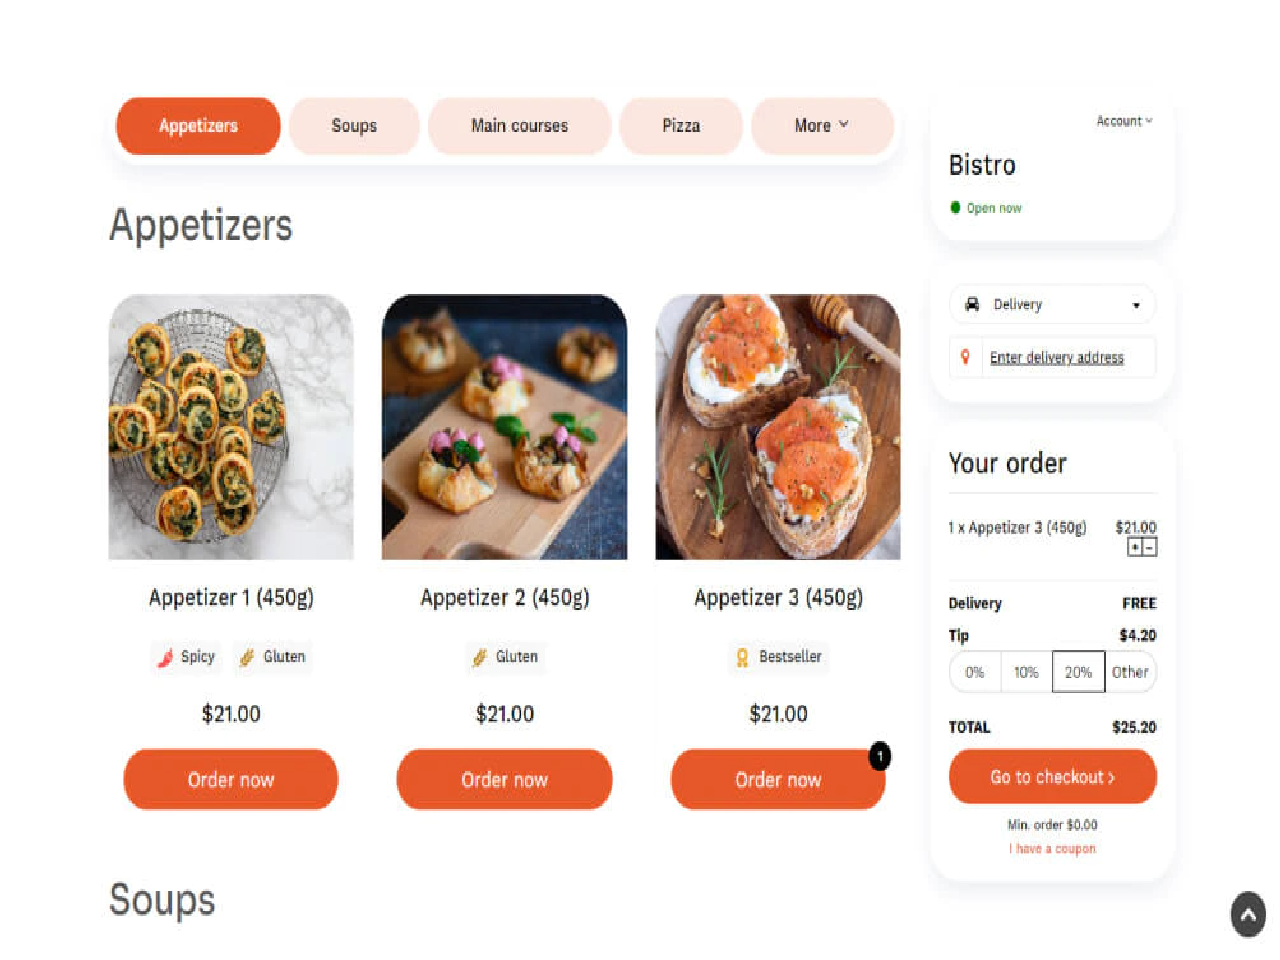 Appetizers
Soups
Main courses
Pizza
More
Account
Bistro
Open now
Delivery
Enter delivery address
Appetizers
Appetizer 1 (450g)
Spicy
Gluten
$21.00
Order now
Appetizer 2 (450g)
Gluten
$21.00
Order now
Appetizer 3 (450g)
Bestseller
$21.00
Order now
1
Your order
1 x Appetizer 3 (450g) $21.00
+ -
Delivery FREE
Tip $4.20
0% 10% 20% Other
TOTAL $25.20
Go to checkout >
Min. order $0.00
I have a coupon
Soups